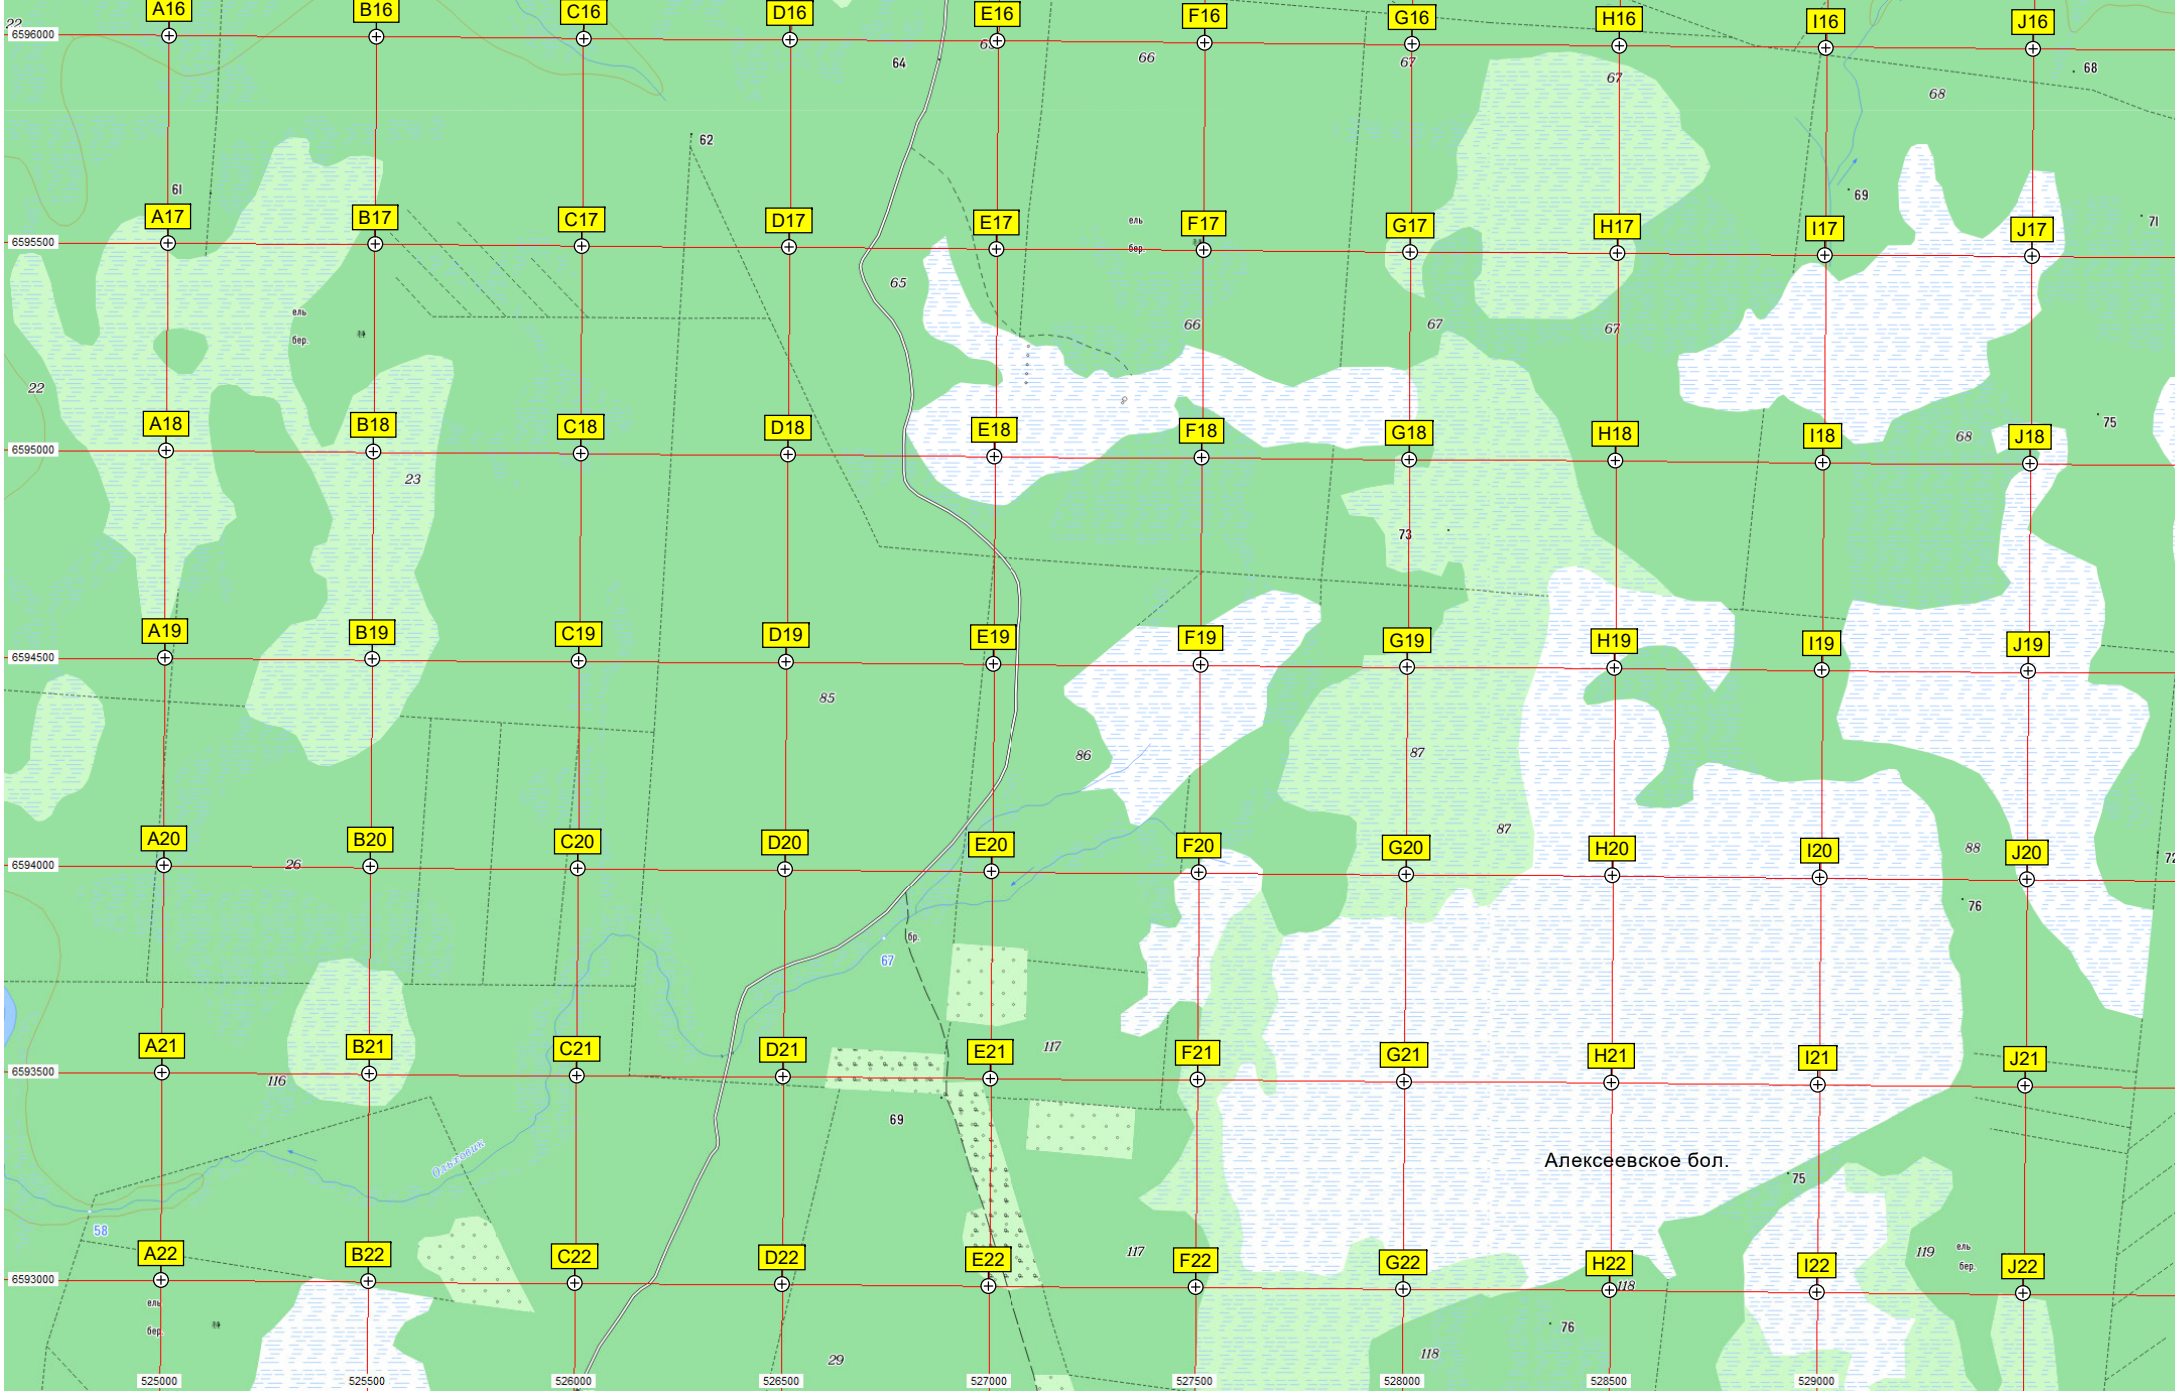 A16 B16 C16 D16 E16 F16 G16 H16 I16 J16
22
6596000
64 66 67 67 68 68
62
61 69
A17 B17 C17 D17 E17 F17 G17 H17 I17 J17
ель 71
бер.
6595500
65
ель 66 67 67
бер.
22
A18 B18 C18 D18 E18 F18 G18 H18 I18 J18
68 75
6595000
23
73
A19 B19 C19 D19 E19 F19 G19 H19 I19 J19
6594500
85
86 87
87
A20 B20 C20 D20 E20 F20 G20 H20 I20 J20
88 72
6594000
26
76
бр.
67
A21 B21 C21 D21 E21 F21 G21 H21 I21 J21
117
6593500
116
69
Ольховик
Алексеевское бол.
75
58
A22 B22 C22 D22 E22 F22 G22 H22 I22 J22
117 119 ель
бер.
6593000
118
ель
бер.
76
29 118
525000 525500 526000 526500 527000 527500 528000 528500 529000